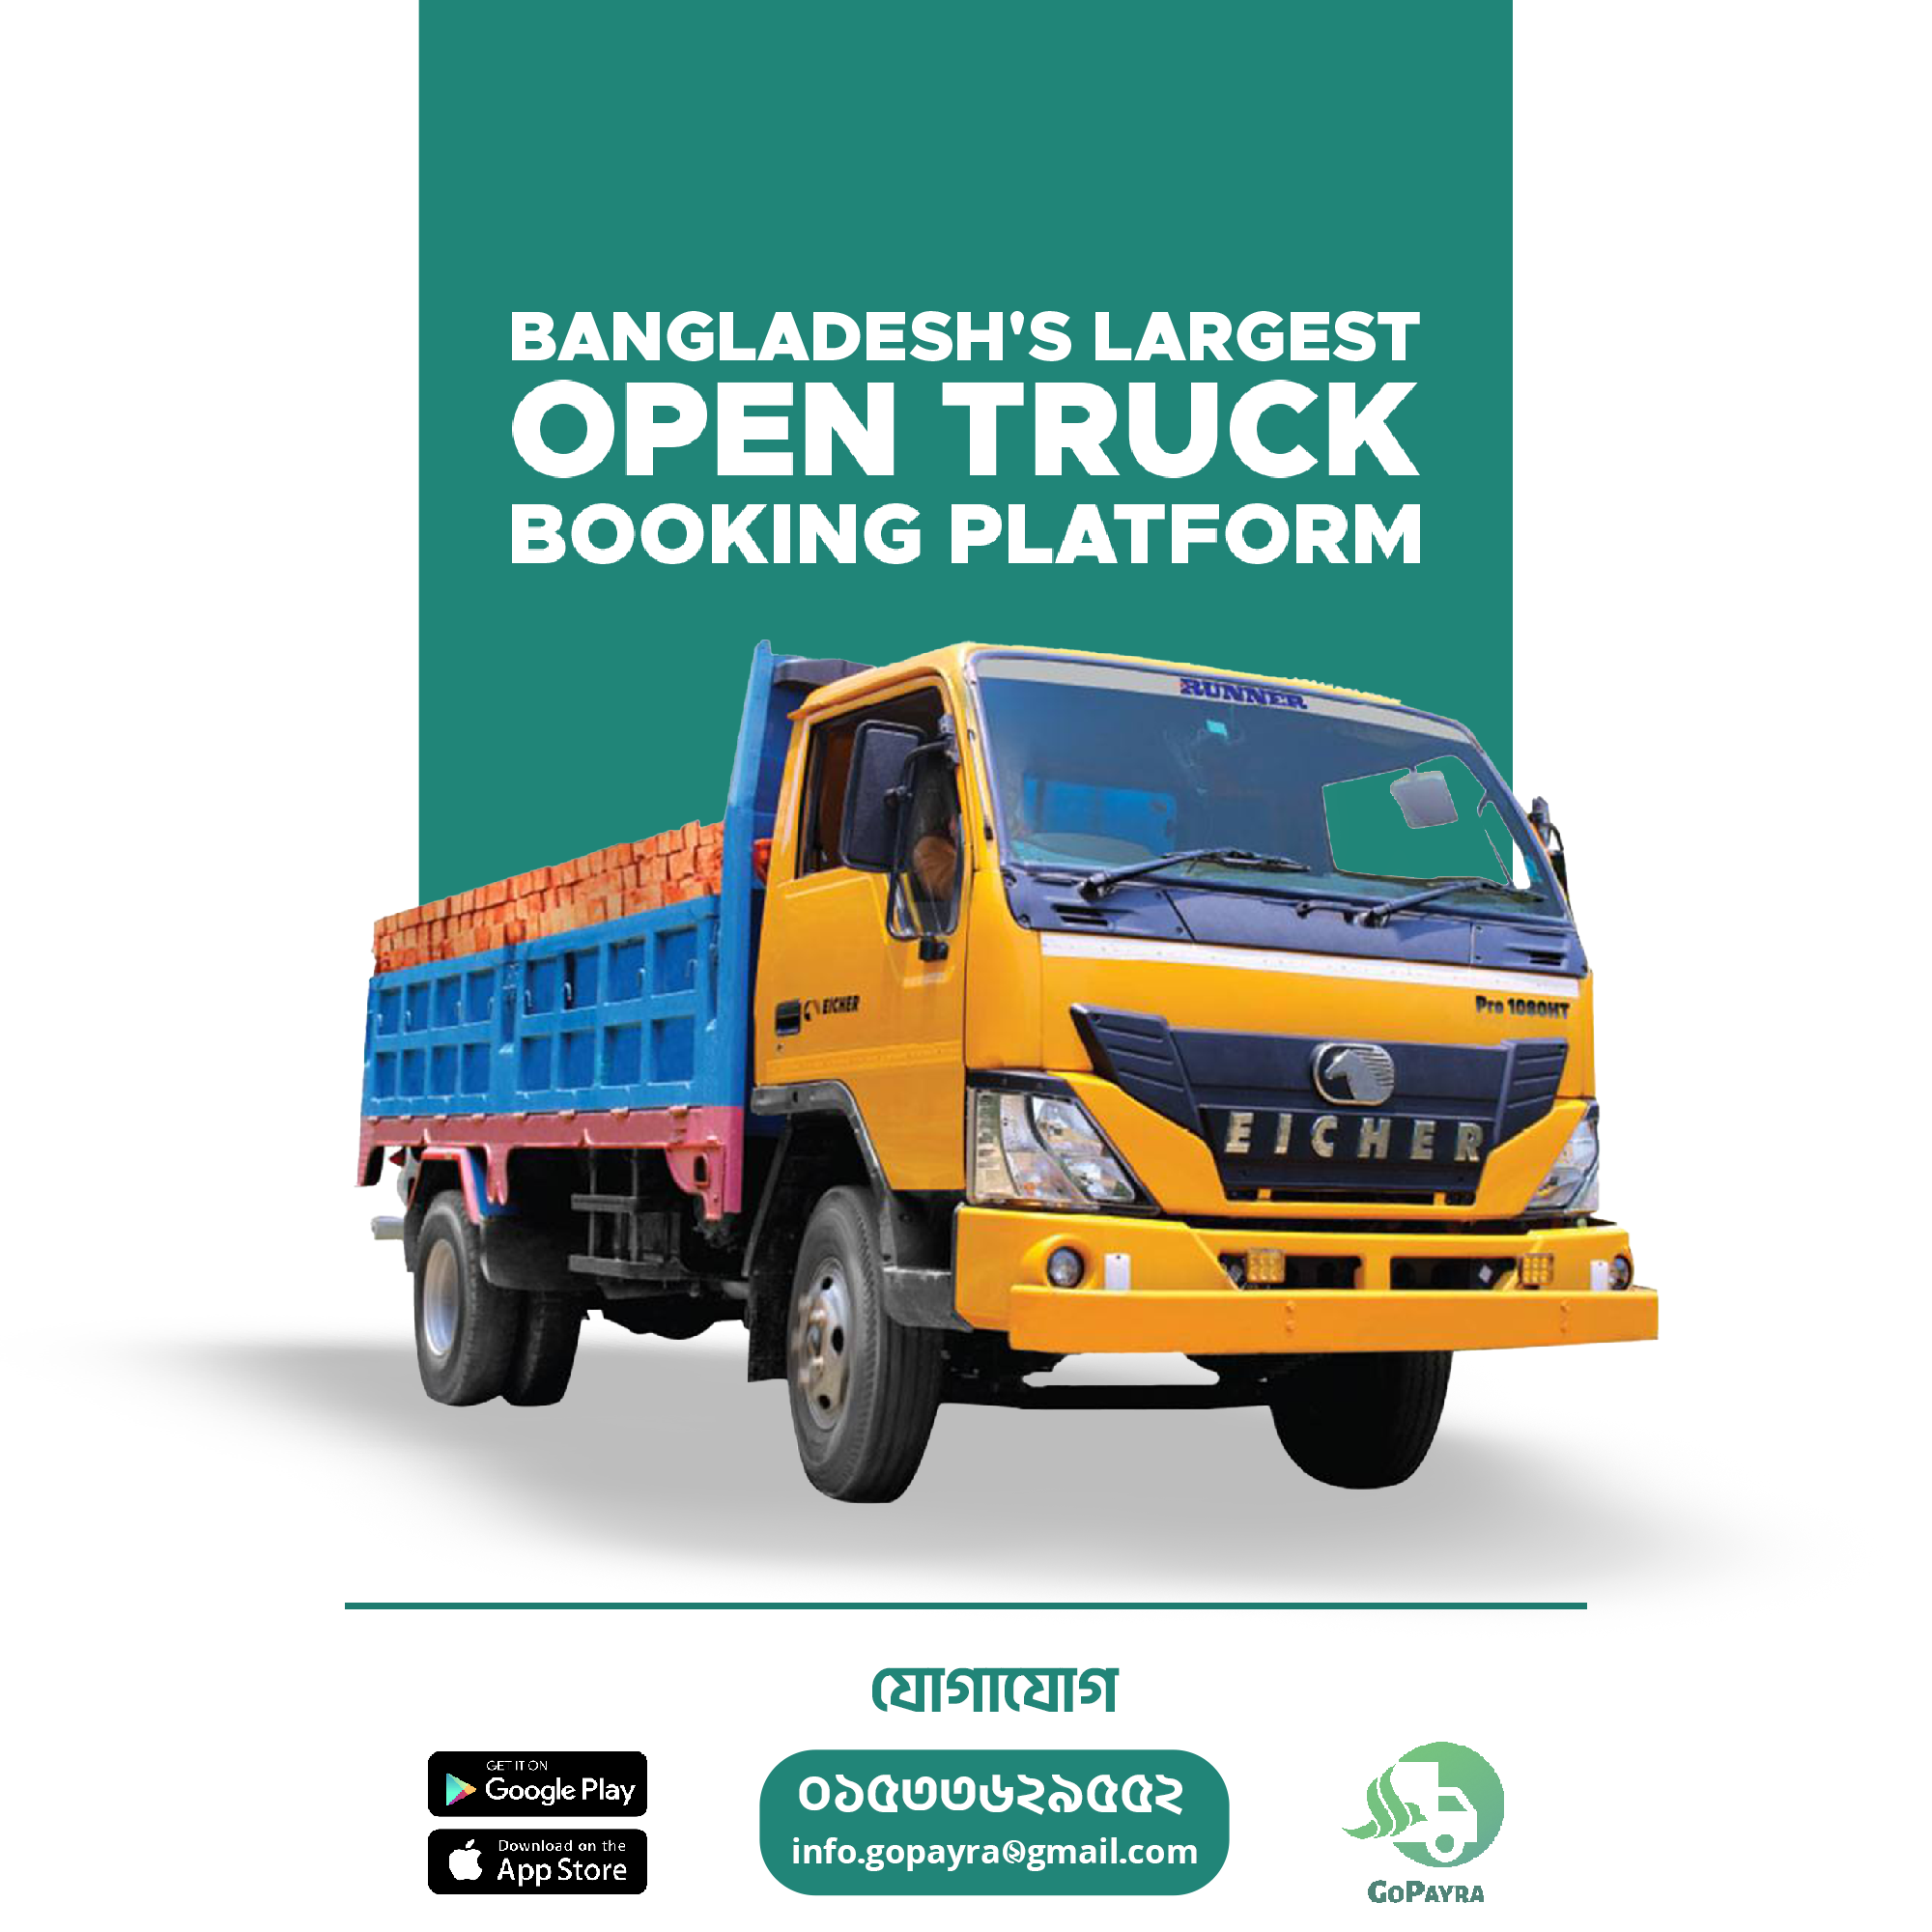 BANGLADESH'S LARGEST
OPEN TRUCK
BOOKING PLATFORM
RUNNER
EICHER
Pro 1080HT
EICHER
যোগাযোগ
GET IT ON
Google Play
Download on the
App Store
০১৫৩৩৬২৯৫৫২
info.gopayra@gmail.com
GOPAYRA